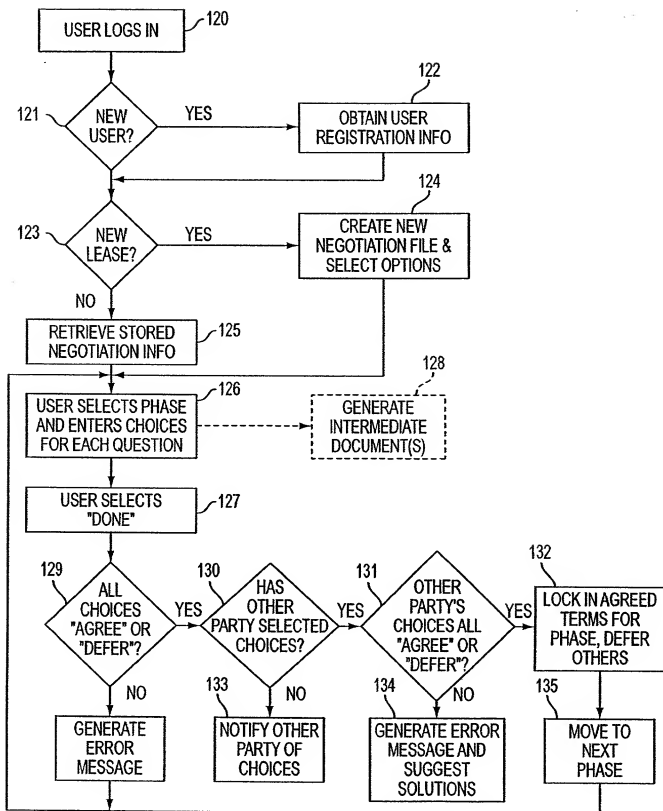 120
USER LOGS IN
122
121
NEW
USER?
YES
OBTAIN USER
REGISTRATION INFO
124
123
NEW
LEASE?
YES
CREATE NEW
NEGOTIATION FILE &
SELECT OPTIONS
NO
125
RETRIEVE STORED
NEGOTIATION INFO
126
128
USER SELECTS PHASE
AND ENTERS CHOICES
FOR EACH QUESTION
GENERATE
INTERMEDIATE
DOCUMENT(S)
127
USER SELECTS
"DONE"
129
ALL
CHOICES
"AGREE" OR
"DEFER"?
YES
130
HAS
OTHER
PARTY SELECTED
CHOICES?
YES
131
OTHER
PARTY'S
CHOICES ALL
"AGREE" OR
"DEFER"?
YES
132
LOCK IN AGREED
TERMS FOR
PHASE, DEFER
OTHERS
NO
GENERATE
ERROR
MESSAGE
133
NO
NOTIFY OTHER
PARTY OF
CHOICES
134
NO
GENERATE ERROR
MESSAGE AND
SUGGEST
SOLUTIONS
135
MOVE TO
NEXT
PHASE